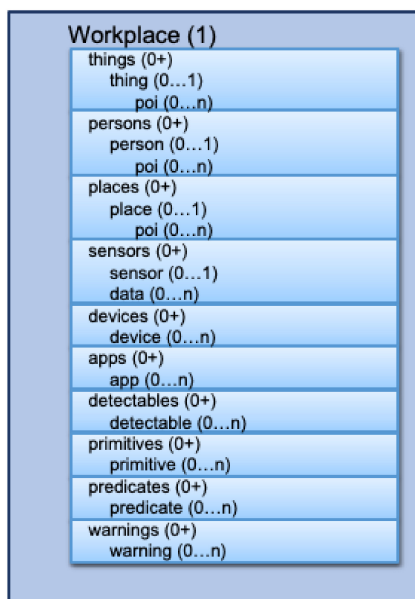 Workplace (1)
things (0+)
thing (0…1)
poi (0…n)
persons (0+)
person (0…1)
poi (0…n)
places (0+)
place (0…1)
poi (0…n)
sensors (0+)
sensor (0…1)
data (0…n)
devices (0+)
device (0…n)
apps (0+)
app (0…n)
detectables (0+)
detectable (0…n)
primitives (0+)
primitive (0…n)
predicates (0+)
predicate (0…n)
warnings (0+)
warning (0…n)